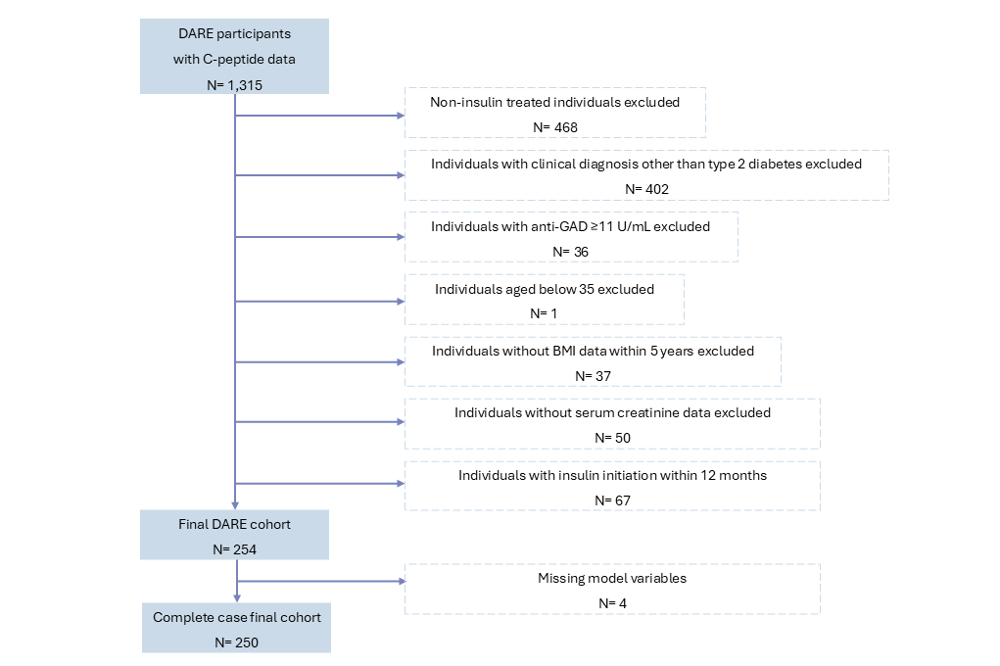 DARE participants
with C-peptide data
N= 1,315
Non-insulin treated individuals excluded
N= 468
Individuals with clinical diagnosis other than type 2 diabetes excluded
N= 402
Individuals with anti-GAD ≥11 U/mL excluded
N= 36
Individuals aged below 35 excluded
N= 1
Individuals without BMI data within 5 years excluded
N= 37
Individuals without serum creatinine data excluded
N= 50
Individuals with insulin initiation within 12 months
N= 67
Final DARE cohort
N= 254
Missing model variables
N= 4
Complete case final cohort
N= 250